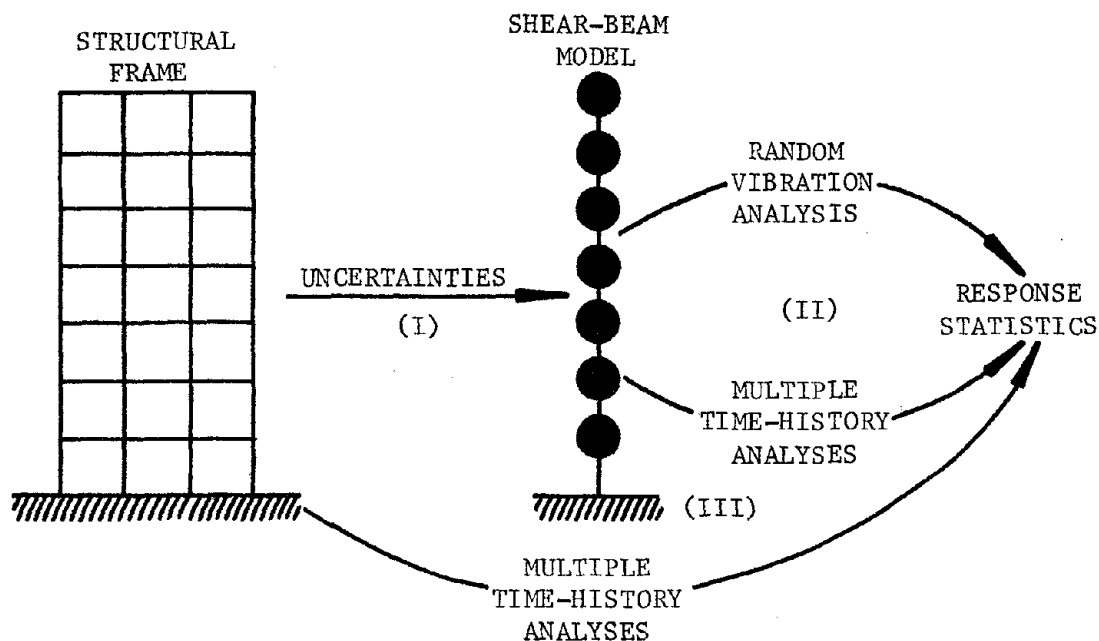 STRUCTURAL
FRAME
SHEAR-BEAM
MODEL
UNCERTAINTIES
(I)
RANDOM
VIBRATION
ANALYSIS
(II)
RESPONSE
STATISTICS
MULTIPLE
TIME-HISTORY
ANALYSES
(III)
MULTIPLE
TIME-HISTORY
ANALYSES